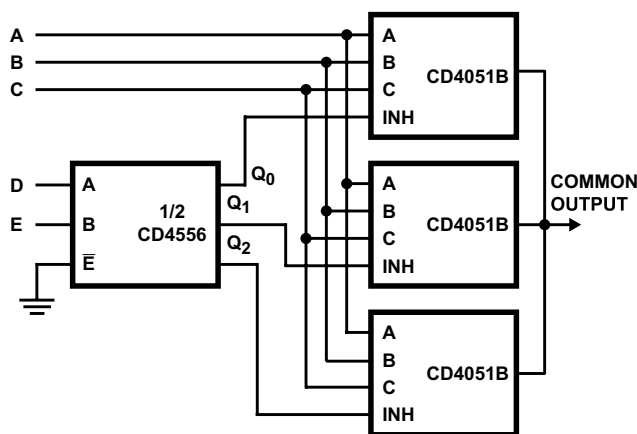 A
B
C
A
B
C
INH
CD4051B
D
E
A
B
E̅
1/2
CD4556
Q0
Q1
Q2
A
B
C
INH
CD4051B
COMMON
OUTPUT
A
B
C
INH
CD4051B